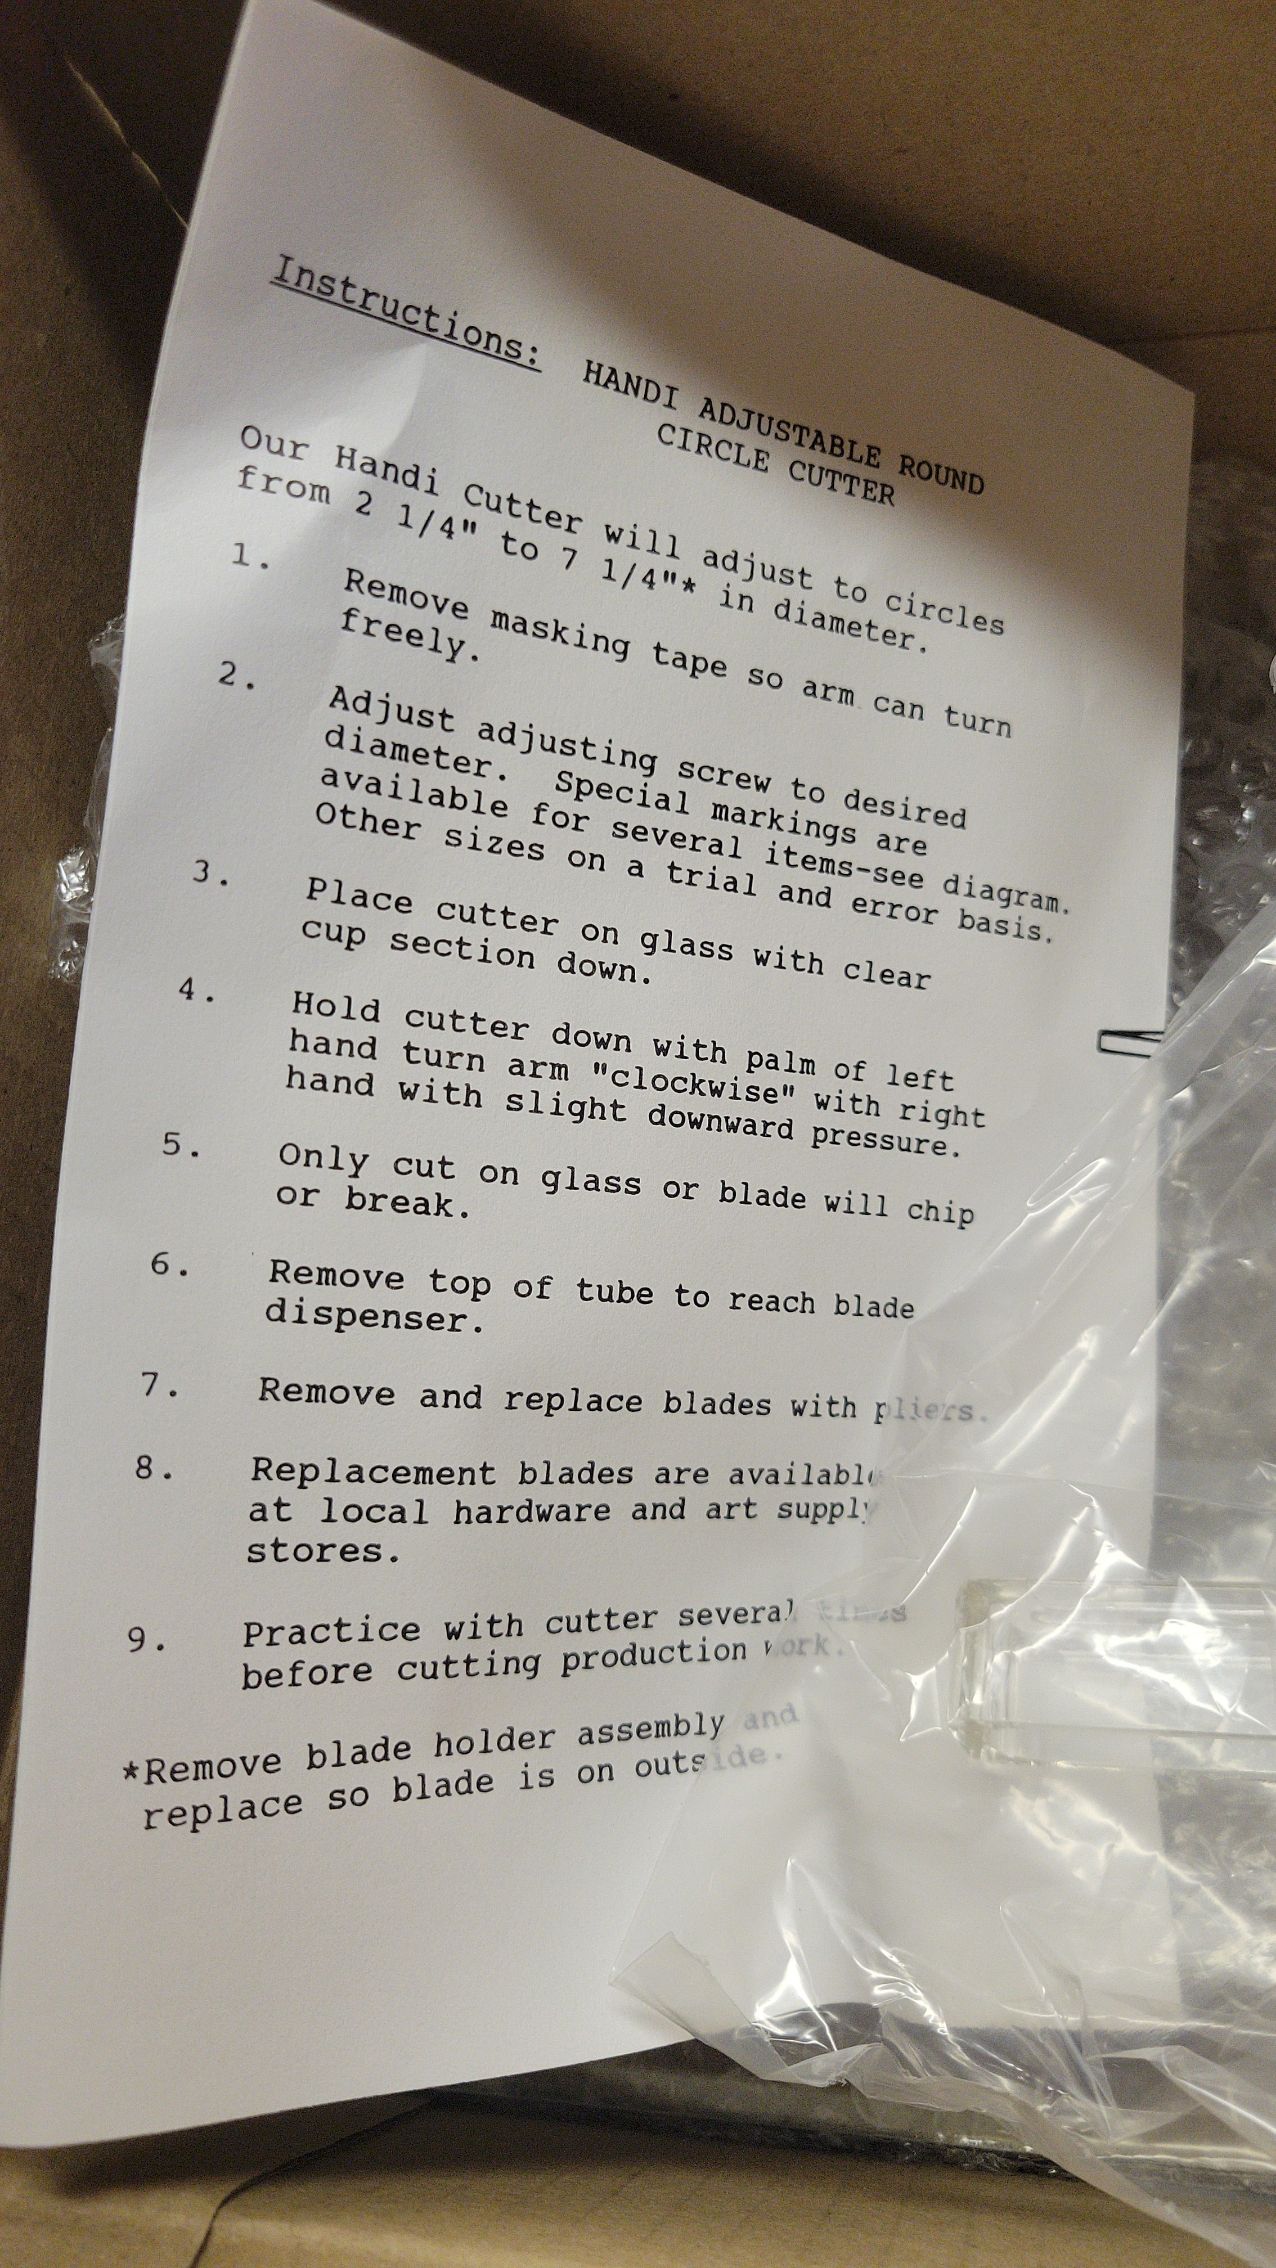 Instructions: HANDI ADJUSTABLE ROUND
CIRCLE CUTTER
Our Handi Cutter will adjust to circles
from 2 1/4" to 7 1/4"* in diameter.
1. Remove masking tape so arm can turn
freely.
2. Adjust adjusting screw to desired
diameter. Special markings are
available for several items-see diagram.
Other sizes on a trial and error basis.
3. Place cutter on glass with clear
cup section down.
4. Hold cutter down with palm of left
hand turn arm "clockwise" with right
hand with slight downward pressure.
5. Only cut on glass or blade will chip
or break.
6. Remove top of tube to reach blade
dispenser.
7. Remove and replace blades with pliers.
8. Replacement blades are available
at local hardware and art supply
stores.
9. Practice with cutter several times
before cutting production work.
*Remove blade holder assembly and
replace so blade is on outside.